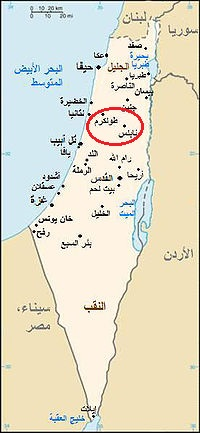 لبنان
سوريا
صفد
عكا
بحيرة
طبريا
الجليل
حيفا
طبريا
البحر الأبيض
المتوسط
الناصرة
بيسان
الخضيرة
جنين
نتانيا
طولكرم
نابلس
تل أبيب
يافا
اللد
رام الله
الرملة
أريحا
أشدود
القدس
عسقلان
بيت لحم
غزة
البحر
الميت
الخليل
خان يونس
رفح
بئر السبع
الأردن
النقب
سيناء،
مصر
إيلات
خليج العقبة